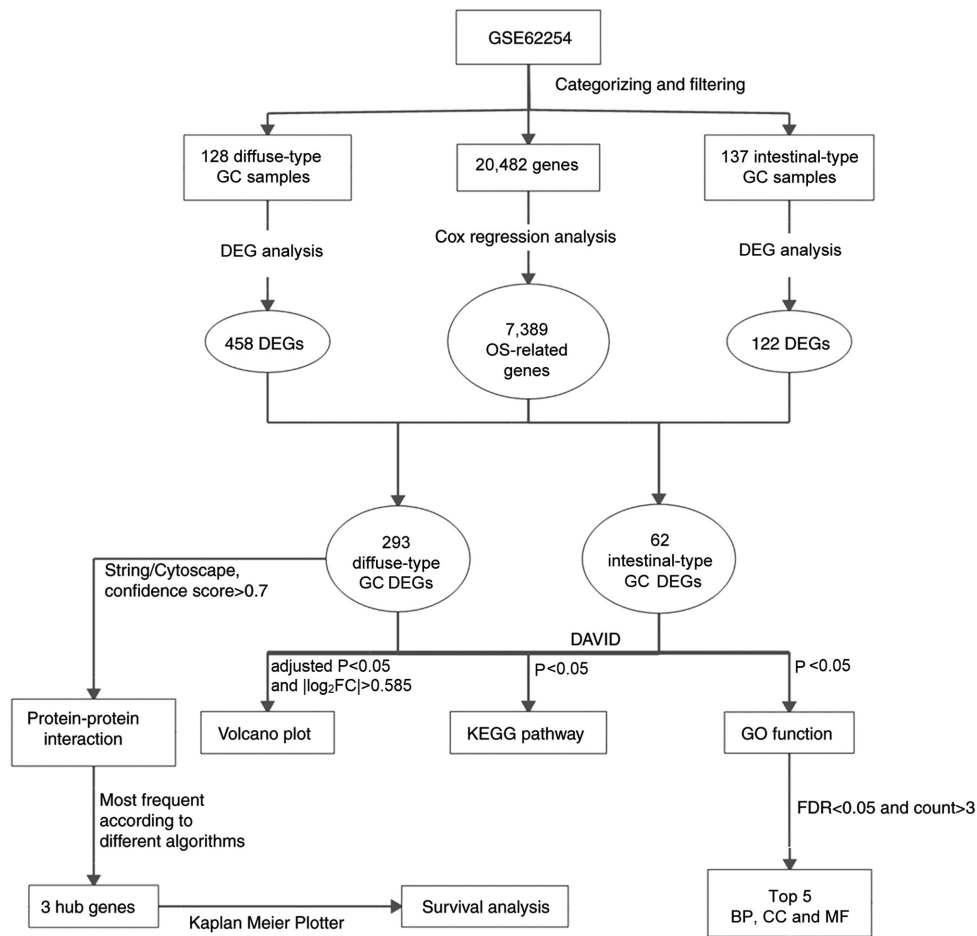 GSE62254
Categorizing and filtering
128 diffuse-type
GC samples
20,482 genes
137 intestinal-type
GC samples
DEG analysis
Cox regression analysis
DEG analysis
458 DEGs
7,389
OS-related
genes
122 DEGs
293
diffuse-type
GC DEGs
62
intestinal-type
GC DEGs
String/Cytoscape,
confidence score>0.7
DAVID
adjusted P<0.05
and |log₂FC|>0.585
P<0.05
P <0.05
Protein-protein
interaction
Volcano plot
KEGG pathway
GO function
Most frequent
according to
different algorithms
FDR<0.05 and count>3
3 hub genes
Kaplan Meier Plotter
Survival analysis
Top 5
BP, CC and MF